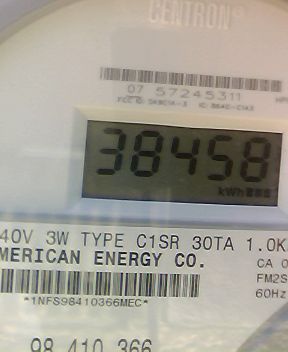 CENTRON®
07 57245311
38458
kWh
40V 3W TYPE C1SR 30TA 1.0K
MERICAN ENERGY CO.
CA 0
FM2S
60Hz
*1NFS98410366MEC*
98 410 366